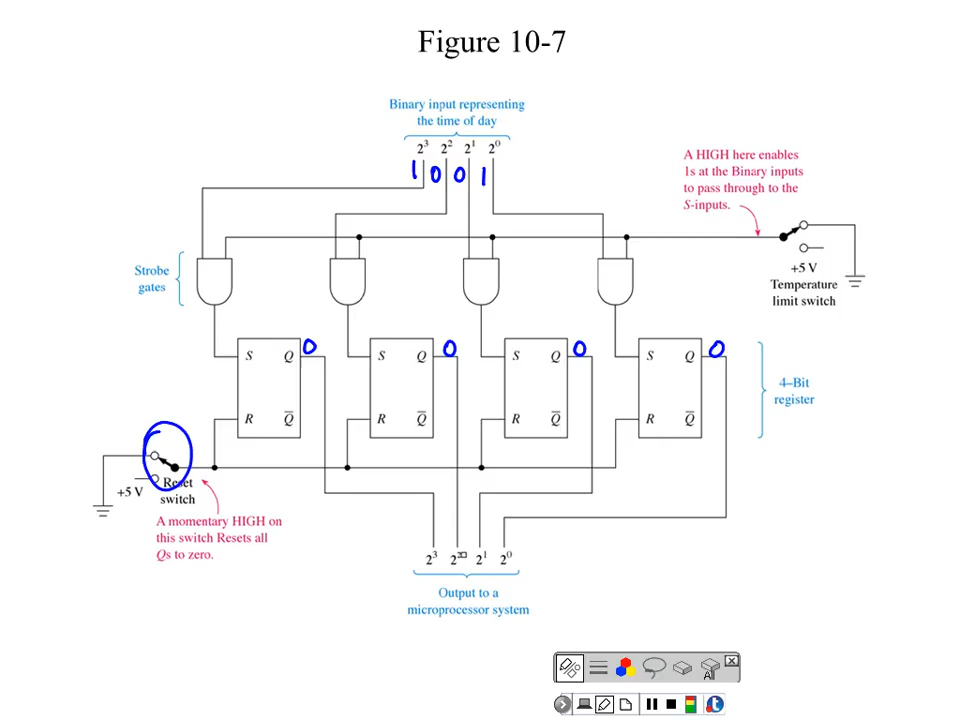 Figure 10-7
Binary input representing
the time of day
2³ 2² 2¹ 2⁰
1 0 0 1
A HIGH here enables
1s at the Binary inputs
to pass through to the
S-inputs.
Strobe
gates
+5 V
Temperature
limit switch
0 0 0 0
S Q S Q S Q S Q
4–Bit
register
R Q̅ R Q̅ R Q̅ R Q̅
+5 V
Reset
switch
A momentary HIGH on
this switch Resets all
Qs to zero.
2³ 2² 2¹ 2⁰
Output to a
microprocessor system